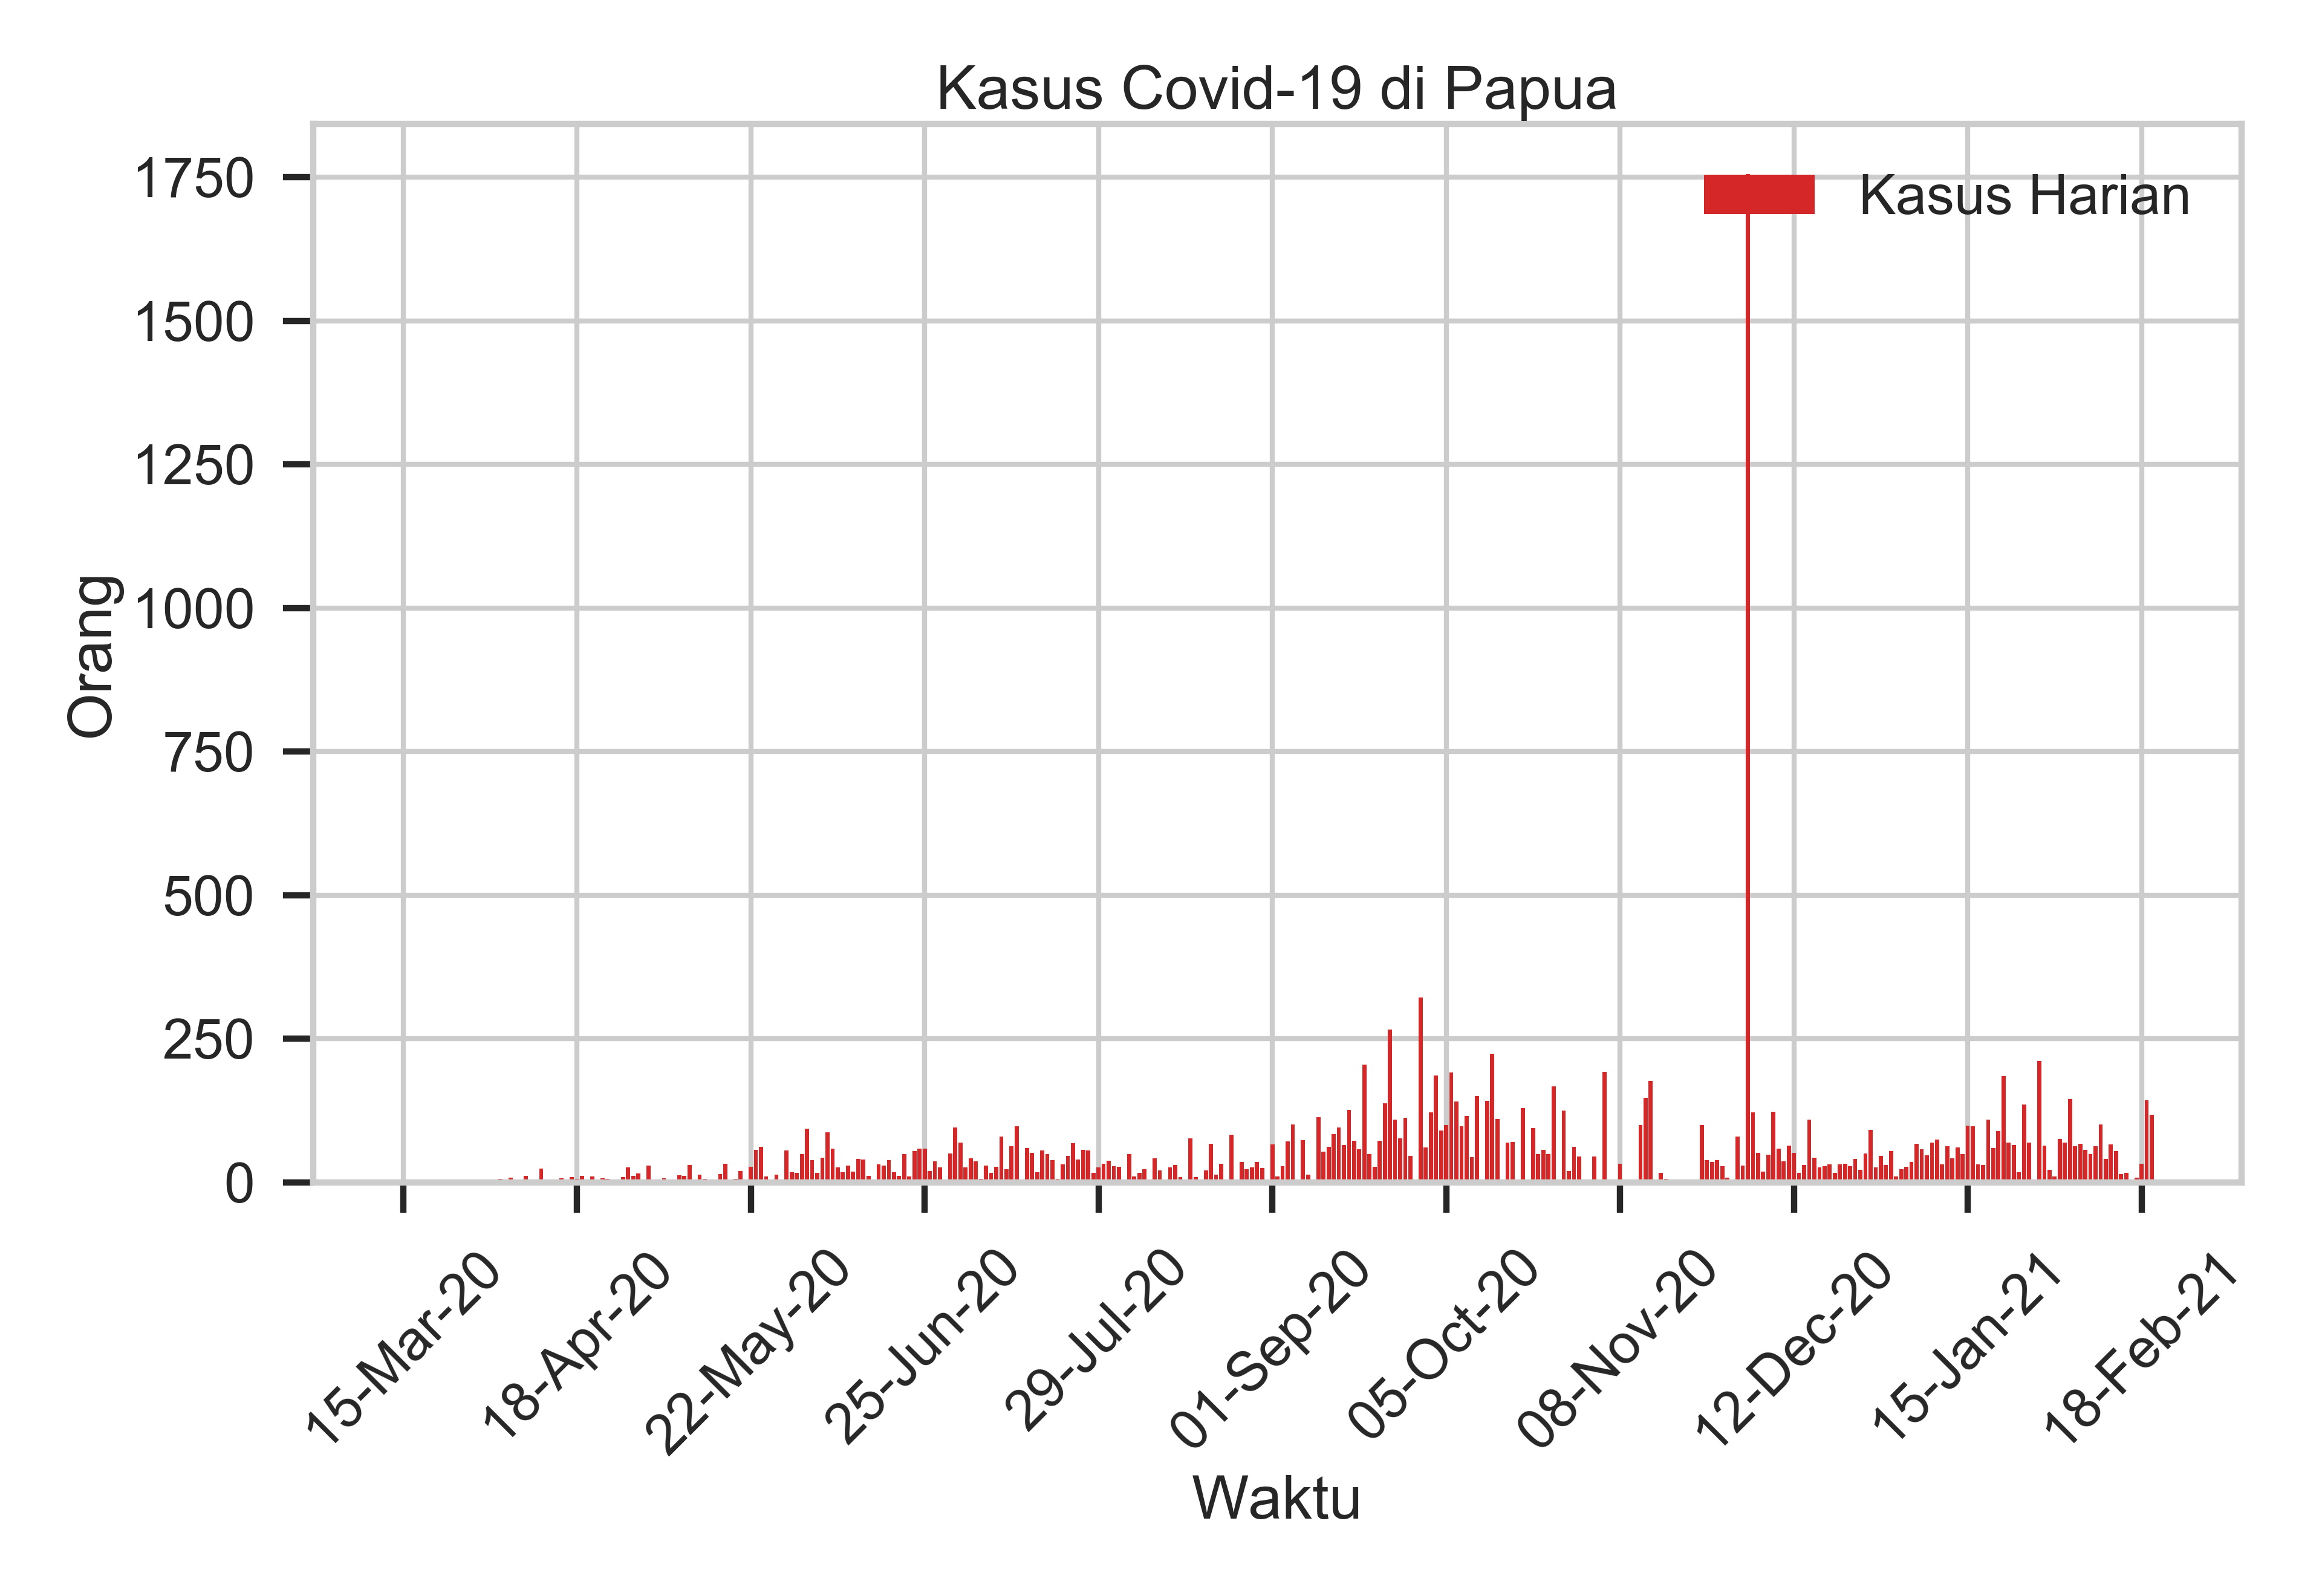 Kasus Covid-19 di Papua
Kasus Harian
1750
1500
1250
1000
750
500
250
0
Orang
15-Mar-20
18-Apr-20
22-May-20
25-Jun-20
29-Jul-20
01-Sep-20
05-Oct-20
08-Nov-20
12-Dec-20
15-Jan-21
18-Feb-21
Waktu